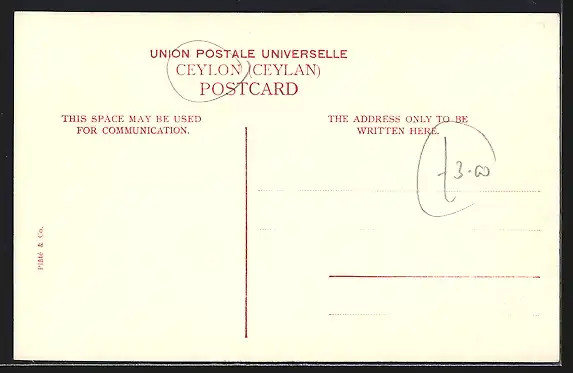 UNION POSTALE UNIVERSELLE
CEYLON (CEYLAN)
POSTCARD
THIS SPACE MAY BE USED
FOR COMMUNICATION.
THE ADDRESS ONLY TO BE
WRITTEN HERE.
3.00
Plâté & Co.